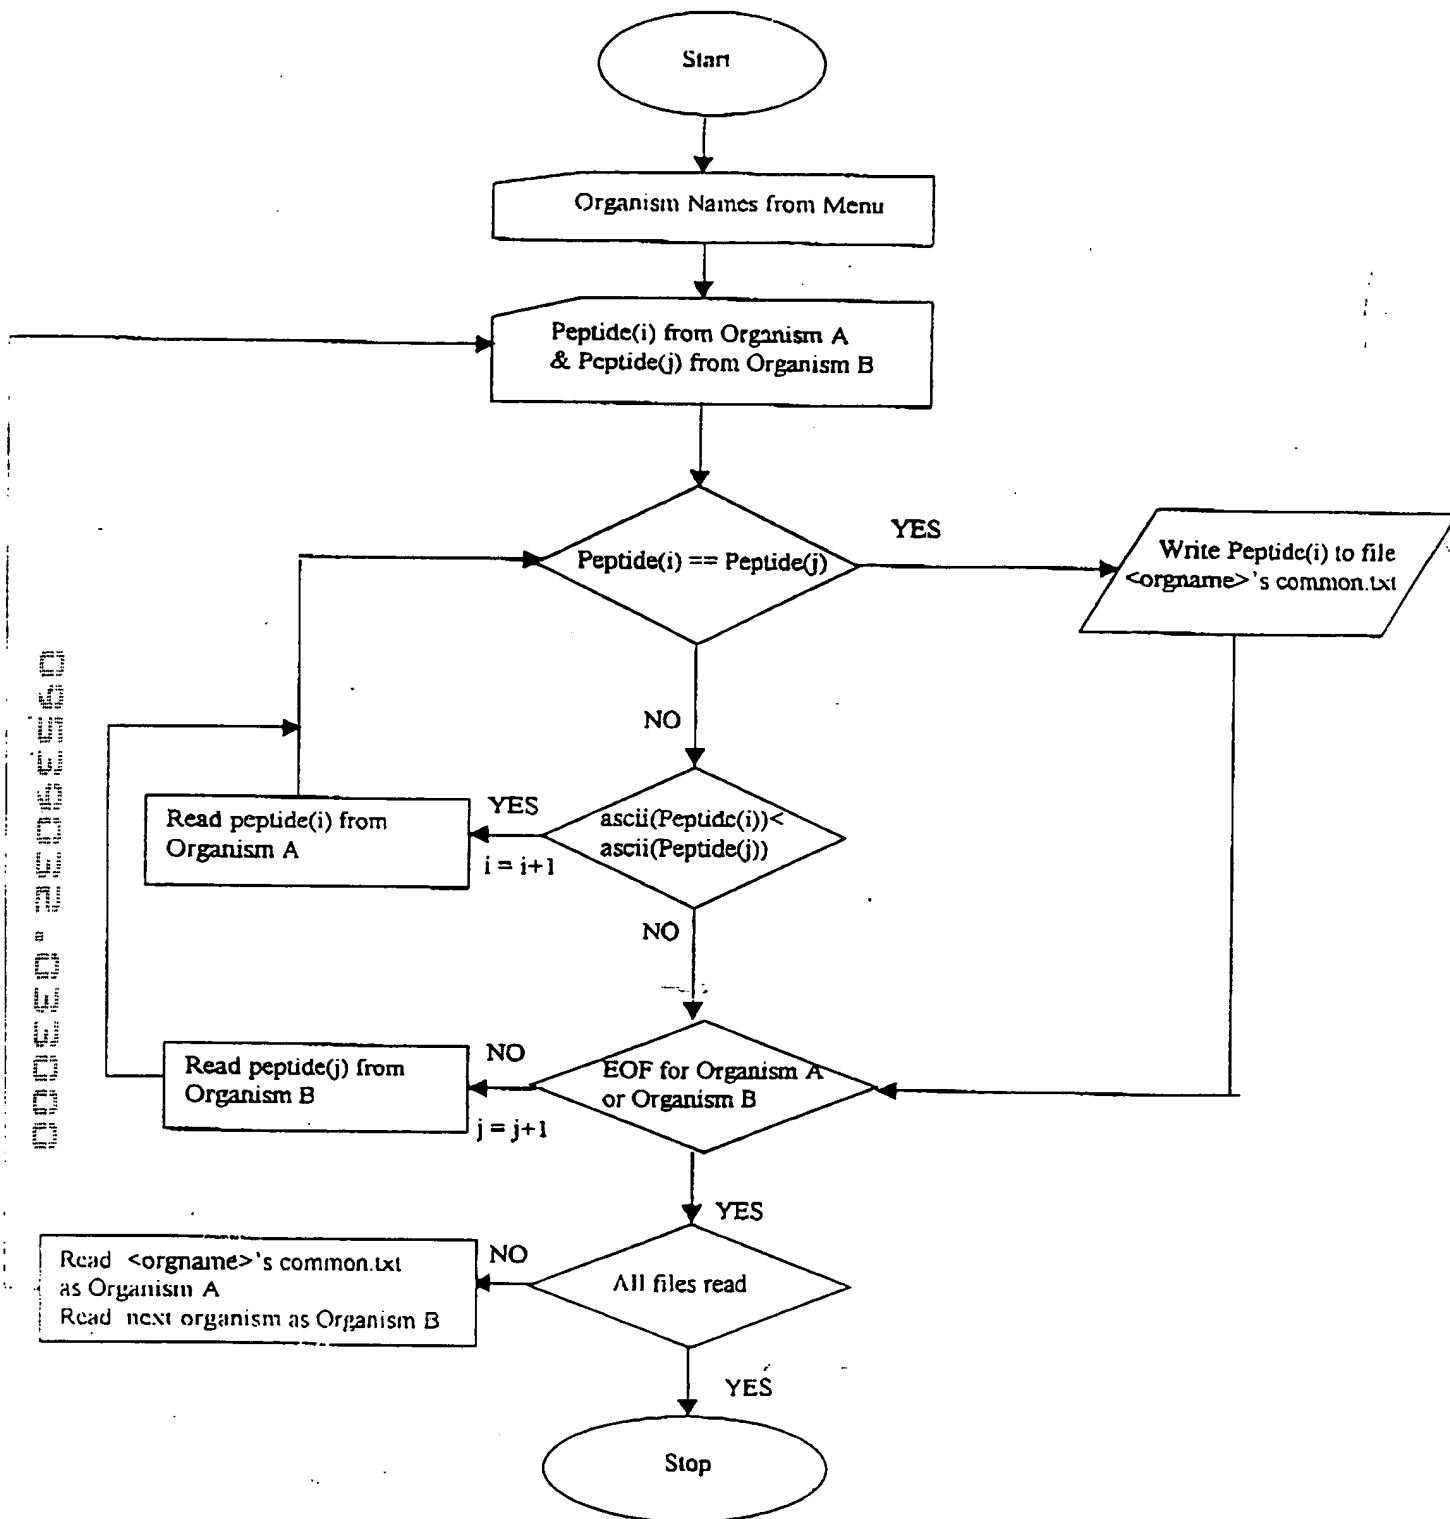 Start
Organism Names from Menu
Peptide(i) from Organism A
& Peptide(j) from Organism B
Peptide(i) == Peptide(j)
YES
Write Peptide(i) to file
<orgname>'s common.txt
NO
ascii(Peptide(i))<
ascii(Peptide(j))
YES
i = i+1
Read peptide(i) from
Organism A
NO
EOF for Organism A
or Organism B
NO
j = j+1
Read peptide(j) from
Organism B
YES
All files read
NO
Read <orgname>'s common.txt
as Organism A
Read next organism as Organism B
YES
Stop